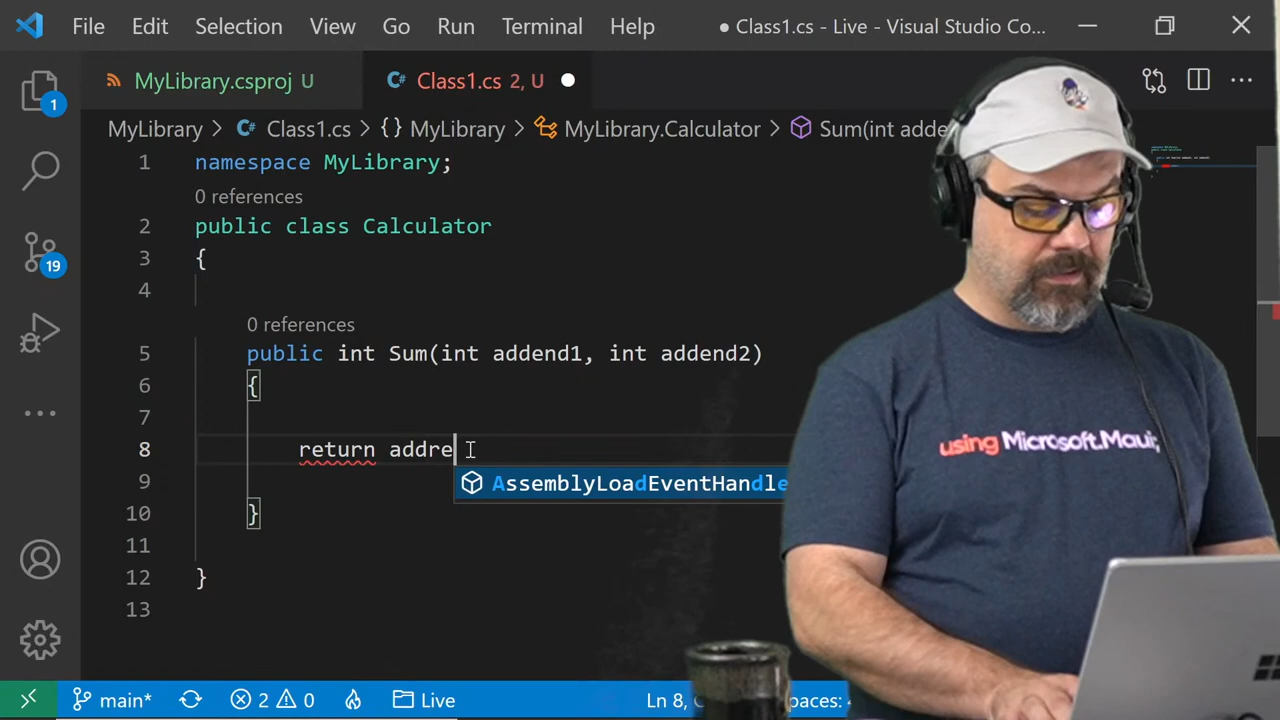 File Edit Selection View Go Run Terminal Help ● Class1.cs - Live - Visual Studio Co...
MyLibrary.csproj U Class1.cs 2, U
1
MyLibrary > Class1.cs > {} MyLibrary > MyLibrary.Calculator > Sum(int adde
1 namespace MyLibrary;
0 references
2 public class Calculator
3 {
4
0 references
5 public int Sum(int addend1, int addend2)
6 {
7
8 return addre
AssemblyLoadEventHandle
9
10 }
11
12 }
13
19
using Microsoft.Maui;
main* 2 0 Live Ln 8, paces: 4